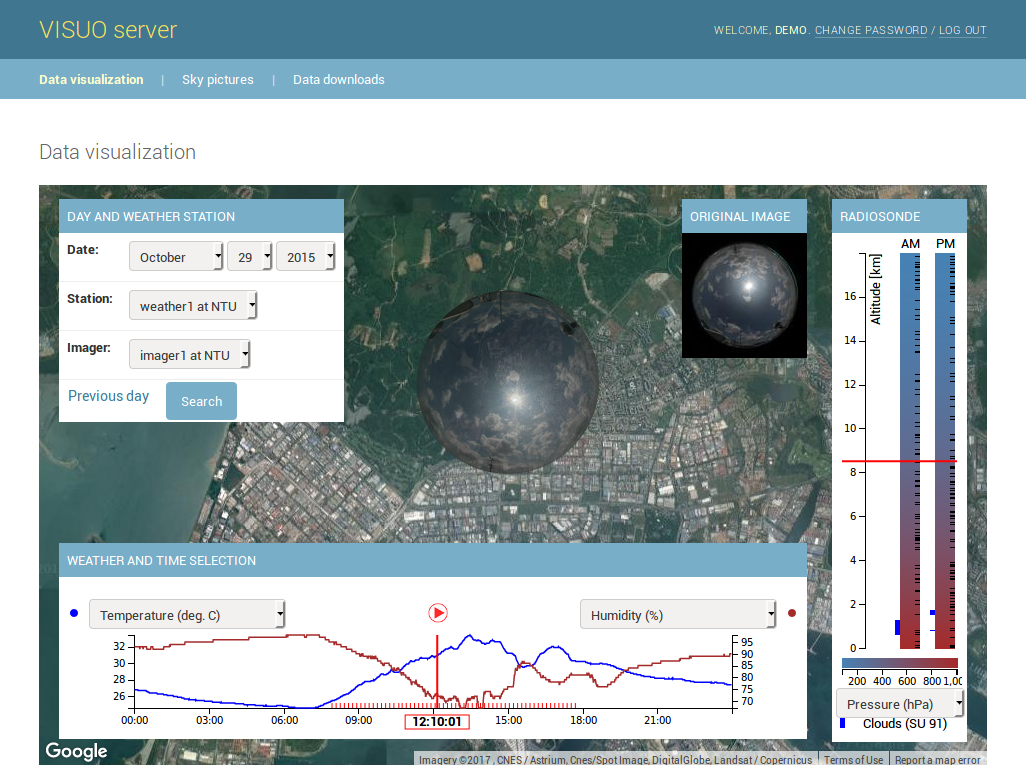 VISUO server
WELCOME, DEMO. CHANGE PASSWORD / LOG OUT
Data visualization | Sky pictures | Data downloads
Data visualization
DAY AND WEATHER STATION
Date: October 29 2015
Station: weather1 at NTU
Imager: imager1 at NTU
Previous day Search
ORIGINAL IMAGE
RADIOSONDE
AM PM
Altitude [km]
16
14
12
10
8
6
4
2
0
200 400 600 800 1,00
Pressure (hPa)
Clouds (SU 91)
WEATHER AND TIME SELECTION
Temperature (deg. C)
Humidity (%)
32
30
28
26
95
90
85
80
75
70
00:00 03:00 06:00 09:00 12:10:01 15:00 18:00 21:00
Google
Imagery ©2017 , CNES / Astrium, Cnes/Spot Image, DigitalGlobe, Landsat / Copernicus Terms of Use Report a map error